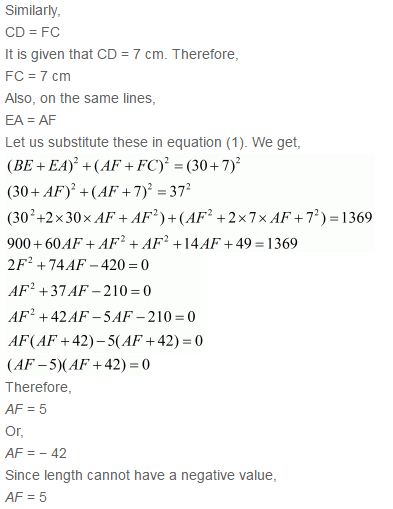 Similarly,
CD = FC
It is given that CD = 7 cm. Therefore,
FC = 7 cm
Also, on the same lines,
EA = AF
Let us substitute these in equation (1). We get,
(BE + EA)² + (AF + FC)² = (30 + 7)²
(30 + AF)² + (AF + 7)² = 37²
(30² +2×30× AF + AF²) + (AF² + 2×7× AF + 7²) = 1369
900 + 60AF + AF² + AF² + 14AF + 49 = 1369
2F² + 74AF − 420 = 0
AF² + 37AF − 210 = 0
AF² + 42AF − 5AF − 210 = 0
AF(AF + 42) − 5(AF + 42) = 0
(AF − 5)(AF + 42) = 0
Therefore,
AF = 5
Or,
AF = − 42
Since length cannot have a negative value,
AF = 5